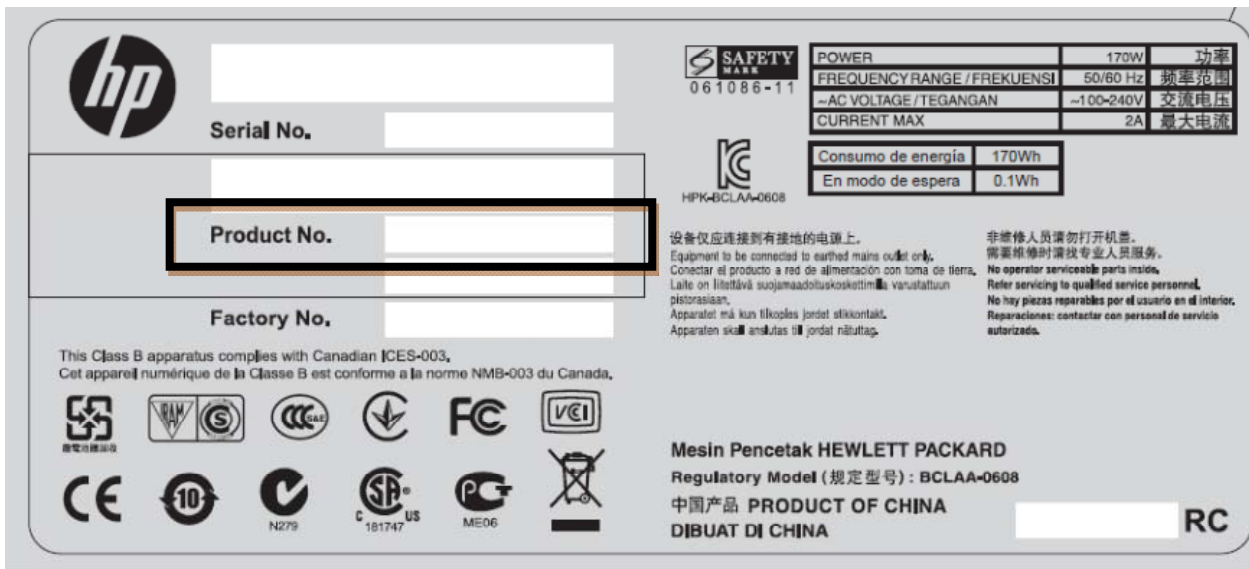 hp
Serial No.
Product No.
Factory No.
This Class B apparatus complies with Canadian ICES-003.
Cet appareil numérique de la Classe B est conforme a la norme NMB-003 du Canada.
廢電池請回收
RAM S
CCC S&E
FC
VCI
CE
10
N279
SA
C US
181747
PG
ME06
SAFETY
MARK
061086-11
POWER 170W 功率
FREQUENCY RANGE / FREKUENSI 50/60 Hz 频率范围
~AC VOLTAGE / TEGANGAN ~100-240V 交流电压
CURRENT MAX 2A 最大电流
HPK-BCLAA-0608
Consumo de energía 170Wh
En modo de espera 0.1Wh
设备仅应连接到有接地的电源上.
Equipment to be connected to earthed mains outlet only.
Conectar el producto a red de alimentación con toma de tierra.
Laite on liitettävä suojamaadoituskoskettimilla varustattuun
pistorasiaan.
Apparatet må kun tilkoples jordet stikkontakt.
Apparaten skall anslutas till jordat nätuttag.
非维修人员请勿打开机盖.
需要维修时请找专业人员服务.
No operator serviceable parts inside.
Refer servicing to qualified service personnel.
No hay piezas reparables por el usuario en el interior.
Reparaciones: contactar con personal de servicio
autorizado.
Mesin Pencetak HEWLETT PACKARD
Regulatory Model (规定型号) : BCLAA-0608
中国产品 PRODUCT OF CHINA
DIBUAT DI CHINA
RC